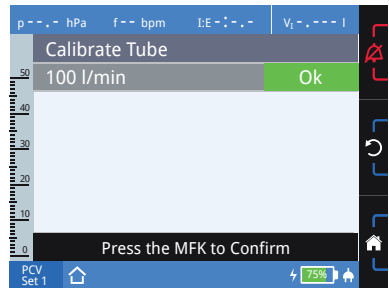 p --.- hPa f-- bpm I:E -:-.- VI -.--- l
Calibrate Tube
100 l/min Ok
50
40
30
20
10
0
Press the MFK to Confirm
PCV
Set 1 75%